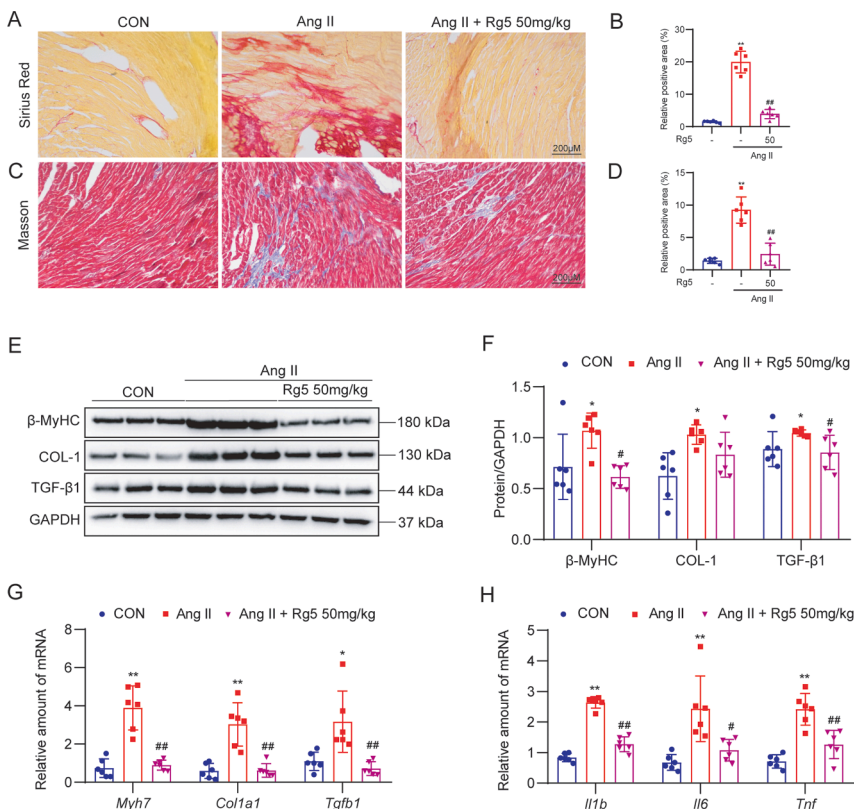 A
CON
Ang II
Ang II + Rg5 50mg/kg
Sirius Red
200μM
B
Relative positive area (%)
30
20
10
0
**
##
Rg5
-
-
50
Ang II
C
Masson
200μM
D
Relative positive area (%)
15
10
5
0
**
##
Rg5
-
-
50
Ang II
E
Ang II
CON
Rg5 50mg/kg
β-MyHC
180 kDa
COL-1
130 kDa
TGF-β1
44 kDa
GAPDH
37 kDa
F
CON
Ang II
Ang II + Rg5 50mg/kg
Protein/GAPDH
1.5
1.0
0.5
0.0
*
#
*
*
#
β-MyHC
COL-1
TGF-β1
G
CON
Ang II
Ang II + Rg5 50mg/kg
Relative amount of mRNA
8
6
4
2
0
**
##
**
##
*
##
Myh7
Col1a1
Tgfb1
H
CON
Ang II
Ang II + Rg5 50mg/kg
Relative amount of mRNA
5
4
3
2
1
0
**
##
**
#
**
##
Il1b
Il6
Tnf